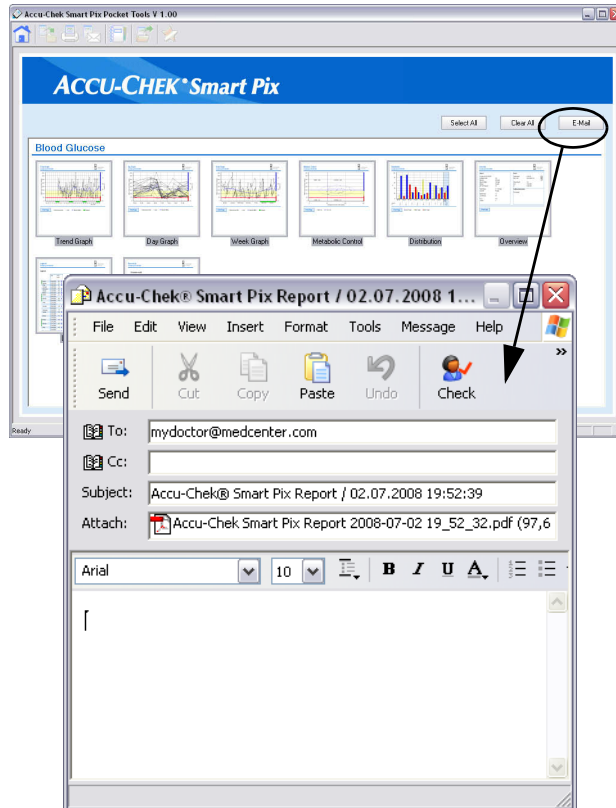 Accu-Chek Smart Pix Pocket Tools V 1.00
ACCU-CHEK® Smart Pix
Select All Clear All E-Mail
Blood Glucose
Trend Graph Day Graph Week Graph Metabolic Control Distribution Overview
Accu-Chek® Smart Pix Report / 02.07.2008 1...
File Edit View Insert Format Tools Message Help
Send Cut Copy Paste Undo Check
Ready
To: mydoctor@medcenter.com
Cc:
Subject: Accu-Chek® Smart Pix Report / 02.07.2008 19:52:39
Attach: Accu-Chek Smart Pix Report 2008-07-02 19_52_32.pdf (97,6
Arial 10 B I U A